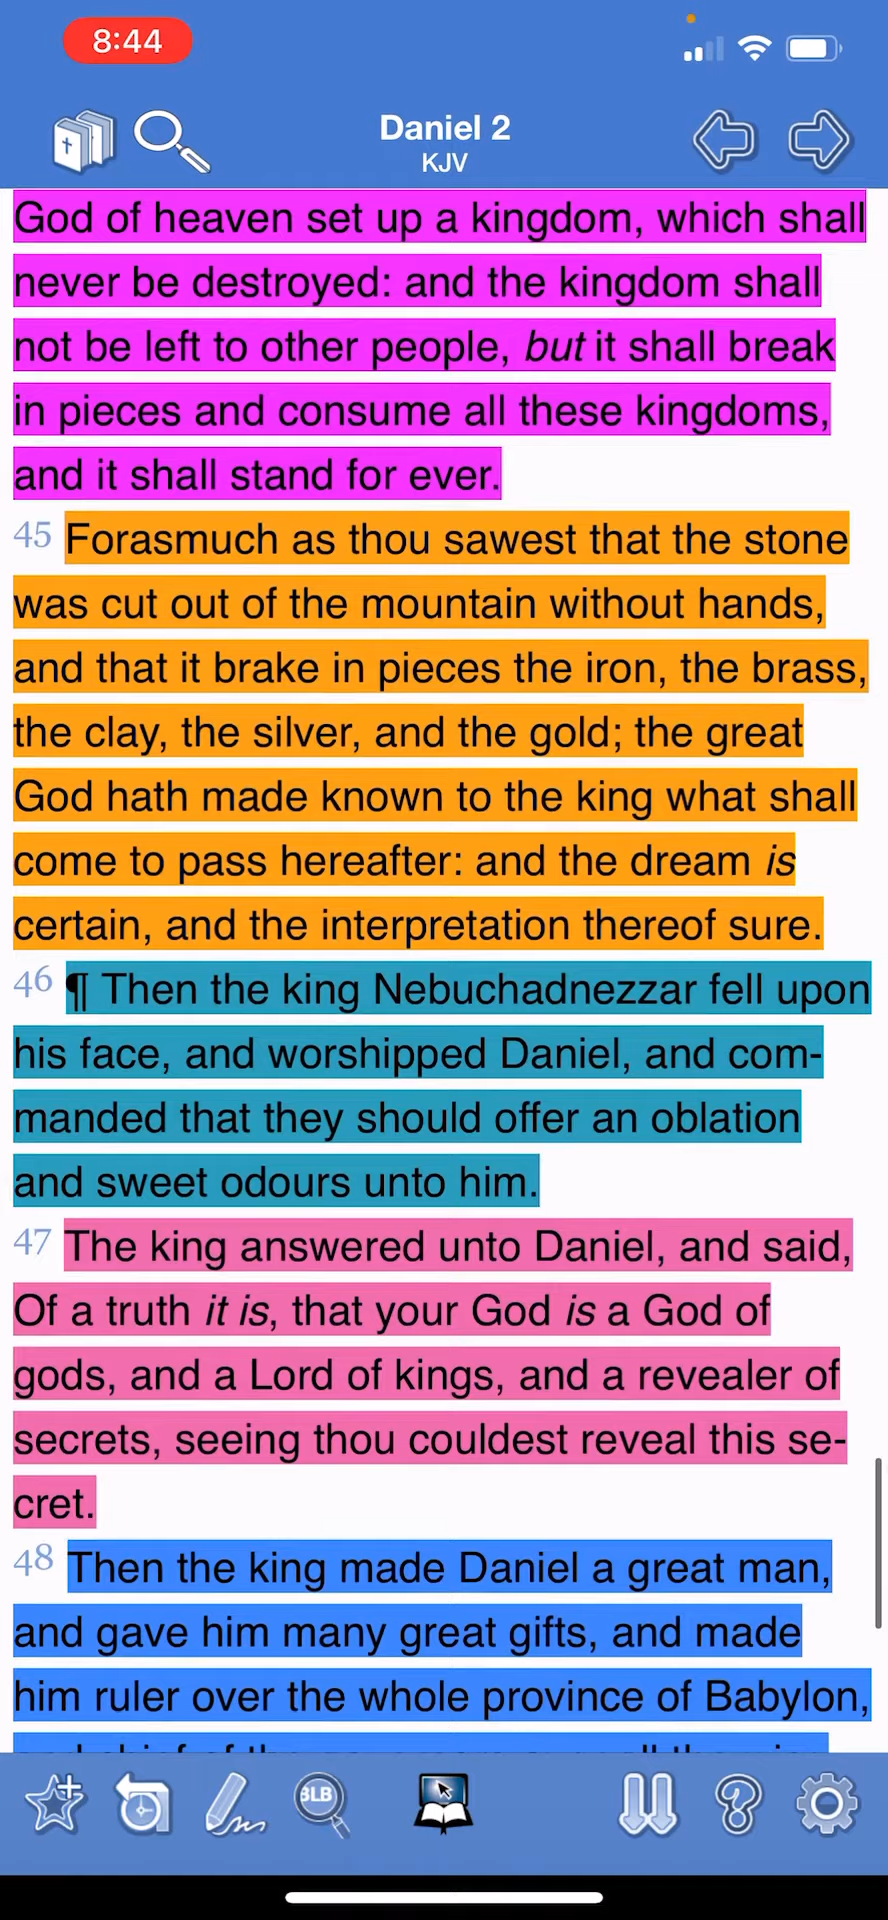 8:44
Daniel 2
KJV
God of heaven set up a kingdom, which shall
never be destroyed: and the kingdom shall
not be left to other people, but it shall break
in pieces and consume all these kingdoms,
and it shall stand for ever.
45 Forasmuch as thou sawest that the stone
was cut out of the mountain without hands,
and that it brake in pieces the iron, the brass,
the clay, the silver, and the gold; the great
God hath made known to the king what shall
come to pass hereafter: and the dream is
certain, and the interpretation thereof sure.
46 ¶ Then the king Nebuchadnezzar fell upon
his face, and worshipped Daniel, and com-
manded that they should offer an oblation
and sweet odours unto him.
47 The king answered unto Daniel, and said,
Of a truth it is, that your God is a God of
gods, and a Lord of kings, and a revealer of
secrets, seeing thou couldest reveal this se-
cret.
48 Then the king made Daniel a great man,
and gave him many great gifts, and made
him ruler over the whole province of Babylon,
BLB